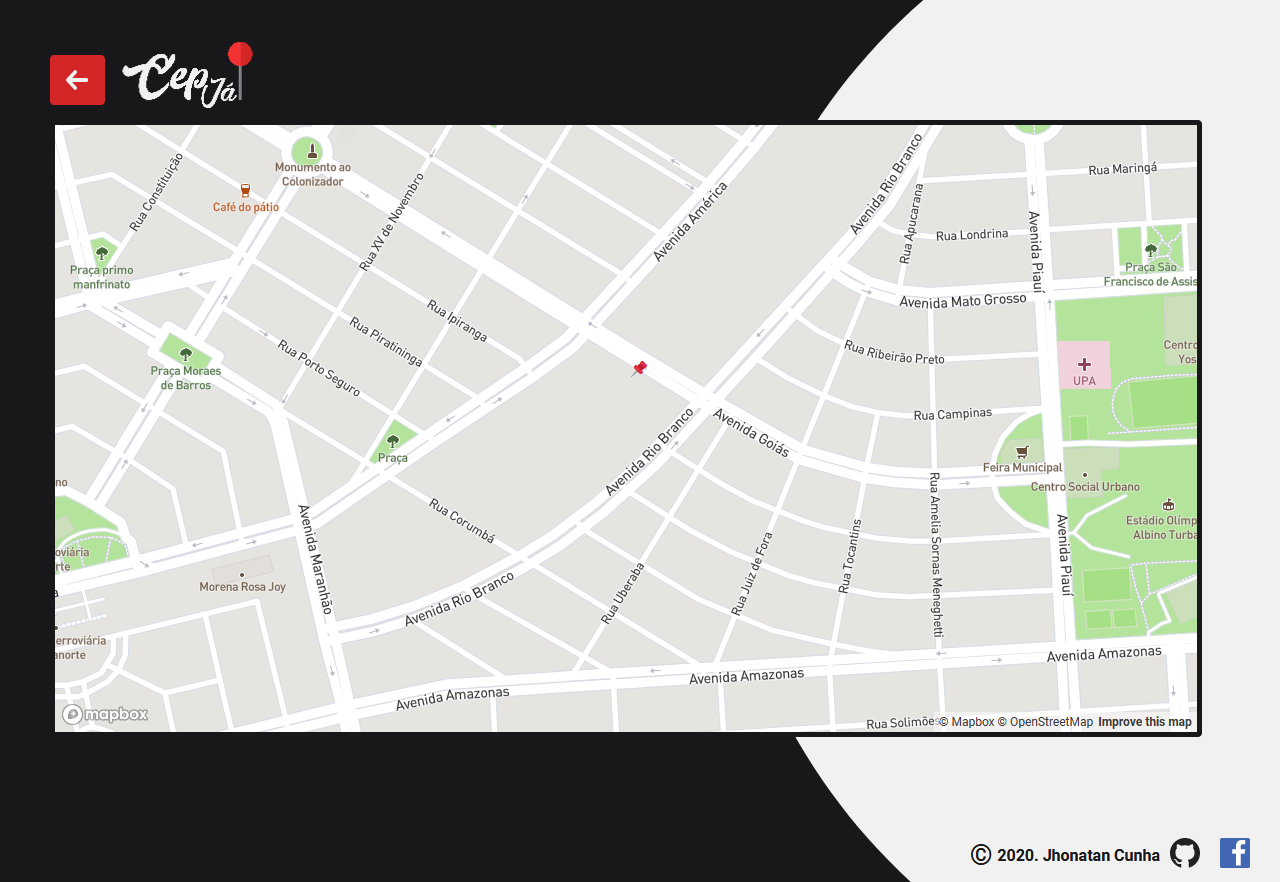 Cep
Já
Monumento ao
Colonizador
Café do pátio
Rua Constituição
Rua XV de Novembro
Avenida América
Avenida Rio Branco
Rua Apucarana
Rua Maringá
Rua Londrina
Avenida Piauí
Praça São
Francisco de Assis
Praça primo
manfrinato
Avenida Mato Grosso
Rua Ipiranga
Rua Piratininga
Rua Porto Seguro
Praça Moraes
de Barros
Rua Ribeirão Preto
Centro
Yos
UPA
Rua Campinas
Avenida Goiás
Avenida Rio Branco
Praça
Feira Municipal
Centro Social Urbano
no
Rua Corumbá
Rua Amelia Sornas Meneghetti
Estádio Olímp
Albino Turba
Avenida Maranhão
Rua Juiz de Fora
Rua Tocantins
Avenida Piauí
oviária
rte
Morena Rosa Joy
Rua Uberaba
Avenida Rio Branco
a
erroviária
anorte
Avenida Amazonas
Avenida Amazonas
Avenida Amazonas
mapbox
Rua Solimões
© Mapbox © OpenStreetMap Improve this map
© 2020. Jhonatan Cunha